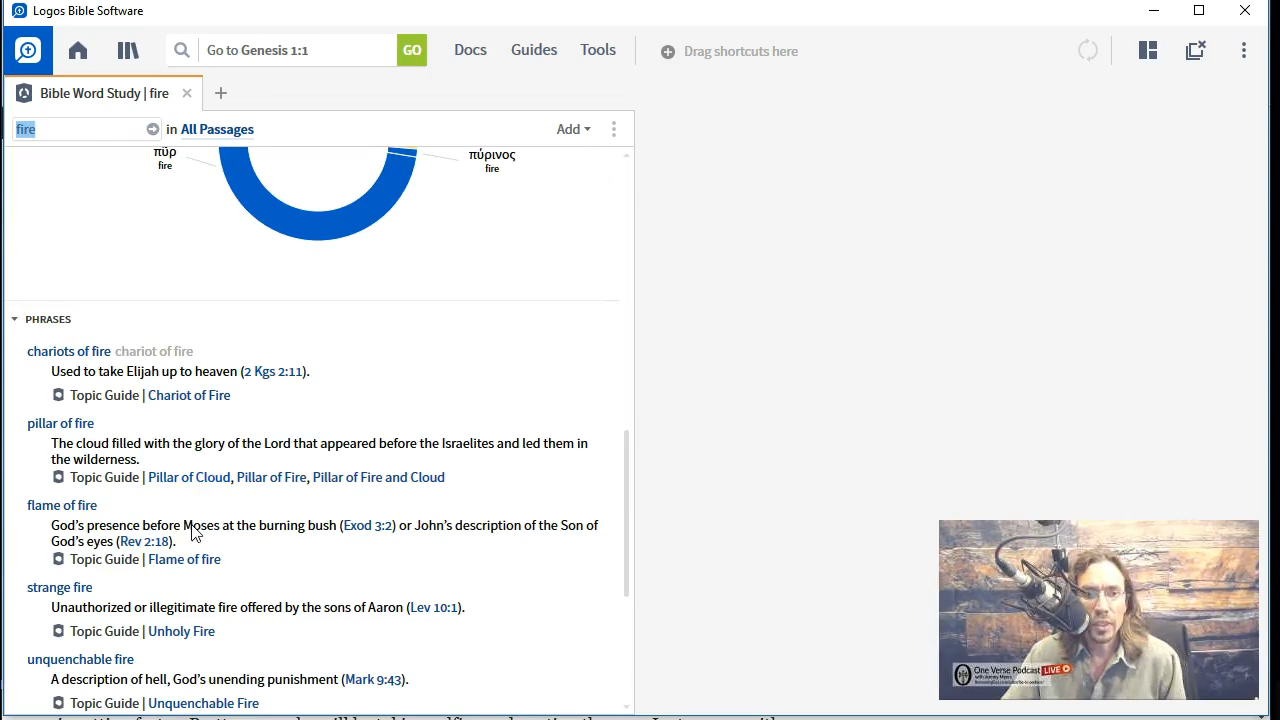 Logos Bible Software
Go to Genesis 1:1
GO
Docs
Guides
Tools
Drag shortcuts here
Bible Word Study | fire
fire
in All Passages
Add
πῦρ
fire
πύρινος
fire
PHRASES
chariots of fire chariot of fire
Used to take Elijah up to heaven (2 Kgs 2:11).
Topic Guide | Chariot of Fire
pillar of fire
The cloud filled with the glory of the Lord that appeared before the Israelites and led them in
the wilderness.
Topic Guide | Pillar of Cloud, Pillar of Fire, Pillar of Fire and Cloud
flame of fire
God's presence before Moses at the burning bush (Exod 3:2) or John's description of the Son of
God's eyes (Rev 2:18).
Topic Guide | Flame of fire
strange fire
Unauthorized or illegitimate fire offered by the sons of Aaron (Lev 10:1).
Topic Guide | Unholy Fire
unquenchable fire
A description of hell, God's unending punishment (Mark 9:43).
Topic Guide | Unquenchable Fire
One Verse Podcast LIVE
with Jeremy Myers